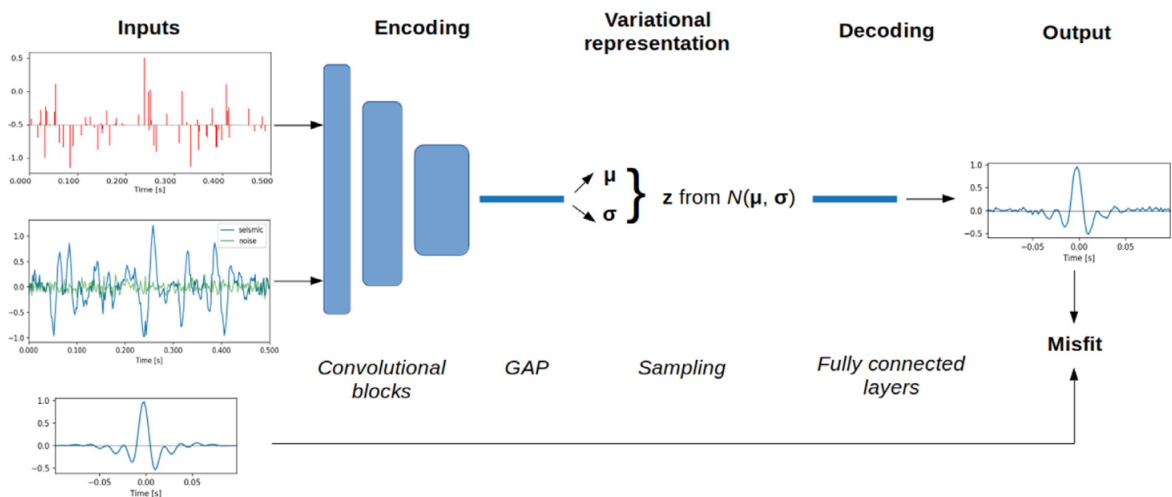 Inputs
Encoding
Variational
representation
Decoding
Output
0.5
0.0
-0.5
-1.0
0.000 0.100 0.200 0.300 0.400 0.500
Time [s]
1.0
0.5
0.0
-0.5
-1.0
seismic
noise
0.000 0.100 0.200 0.300 0.400 0.500
Time [s]
1.0
0.5
0.0
-0.5
-0.05 0.00 0.05
Time [s]
μ
σ
}
z from N(μ, σ)
1.0
0.5
0.0
-0.5
-0.05 0.00 0.05
Time [s]
Misfit
Convolutional
blocks
GAP
Sampling
Fully connected
layers